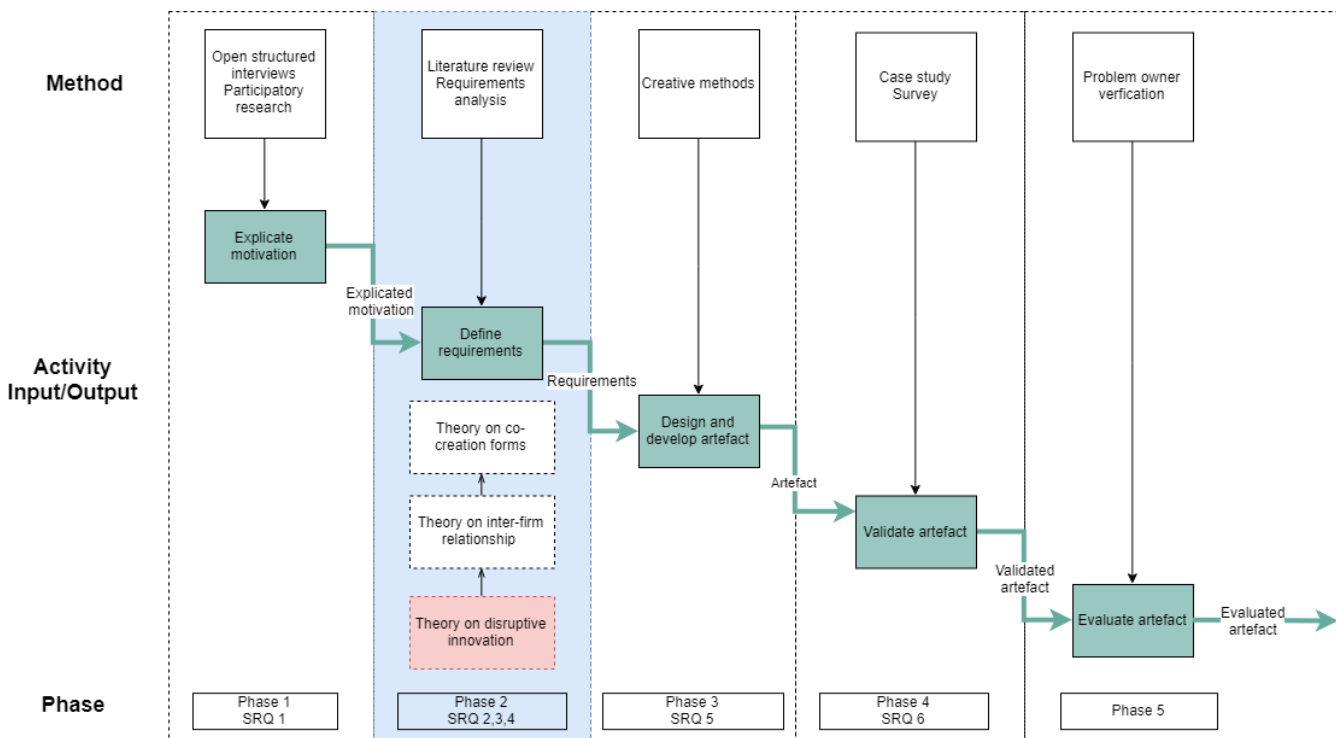 Method
Open structured
interviews
Participatory
research
Literature review
Requirements
analysis
Creative methods
Case study
Survey
Problem owner
verfication
Activity
Input/Output
Explicate
motivation
Explicated
motivation
Define
requirements
Requirements
Theory on co-
creation forms
Theory on inter-firm
relationship
Theory on disruptive
innovation
Design and
develop artefact
Artefact
Validate artefact
Validated
artefact
Evaluate artefact
Evaluated
artefact
Phase
Phase 1
SRQ 1
Phase 2
SRQ 2,3,4
Phase 3
SRQ 5
Phase 4
SRQ 6
Phase 5